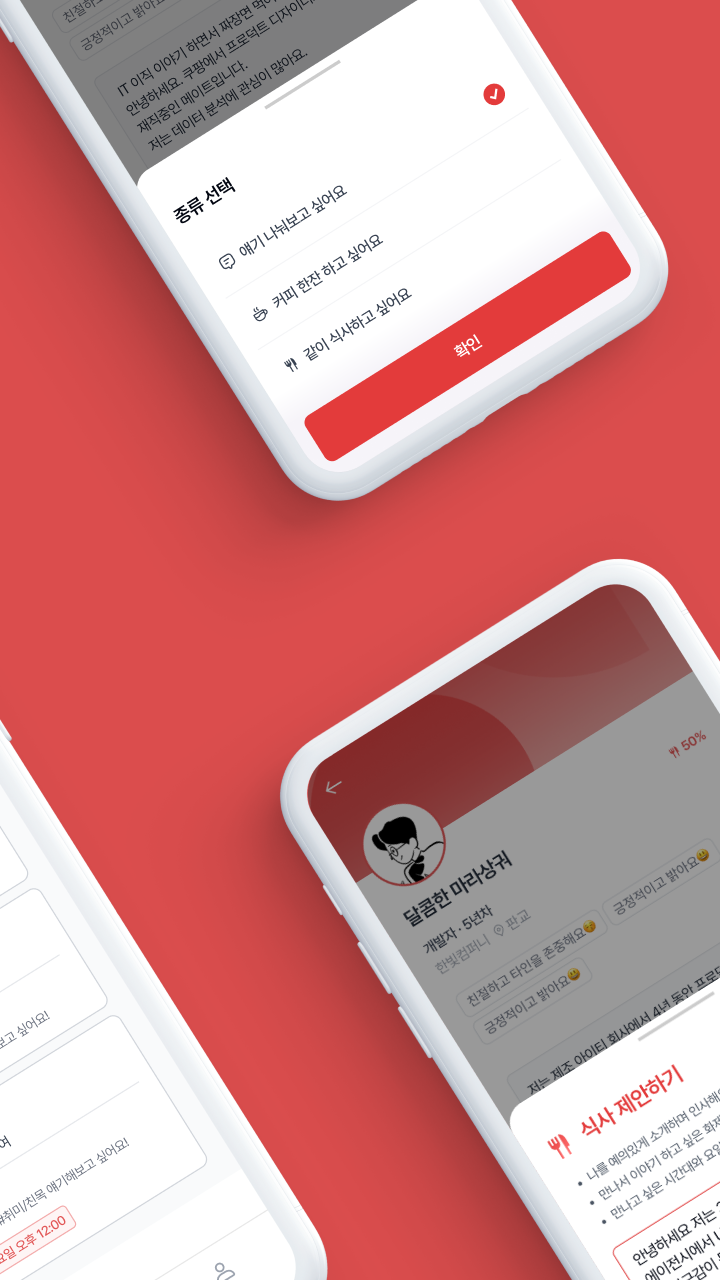 친절하고
긍정적이고 밝아요
IT 이직 이야기 하면서 짜장면 먹어
안녕하세요. 쿠팡에서 프로덕트 디자이너
재직중인 메이트입니다.
저는 데이터 분석에 관심이 많아요.
종류 선택
얘기 나눠보고 싶어요
커피 한잔 하고 싶어요
같이 식사하고 싶어요
확인
50%
달콤한 마라상궈
개발자 · 5년차
한빛컴퍼니 판교
친절하고 타인을 존중해요😚
긍정적이고 밝아요😃
긍정적이고 밝아요😃
저는 제조 아이티 회사에서 4년 동안 프로덕
식사 제안하기
• 나를 예의있게 소개하며 인사해요
• 만나서 이야기 하고 싶은 화제
• 만나고 싶은 시간대와 요일
안녕하세요 저는
에이전시에서 U
공감이
보고 싶어요!
여
#취미/친목 얘기해보고 싶어요!
요일 오후 12:00